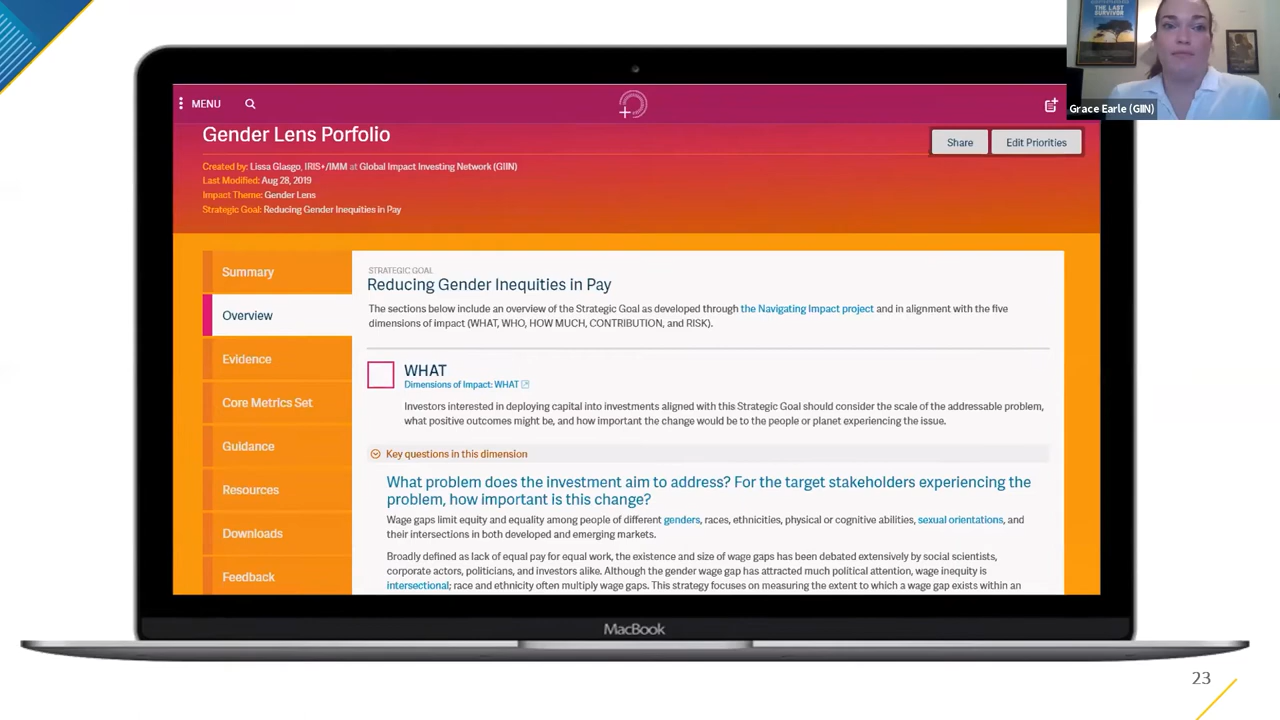 THE LAST
SURVIVOR
Grace Earle (GIIN)
MENU
Gender Lens Porfolio
Share
Edit Priorities
Created by: Lissa Glasgo, IRIS+/IMM at Global Impact Investing Network (GIIN)
Last Modified: Aug 28, 2019
Impact Theme: Gender Lens
Strategic Goal: Reducing Gender Inequities in Pay
Summary
Overview
Evidence
Core Metrics Set
Guidance
Resources
Downloads
Feedback
STRATEGIC GOAL
Reducing Gender Inequities in Pay
The sections below include an overview of the Strategic Goal as developed through the Navigating Impact project and in alignment with the five
dimensions of impact (WHAT, WHO, HOW MUCH, CONTRIBUTION, and RISK).
WHAT
Dimensions of Impact: WHAT
Investors interested in deploying capital into investments aligned with this Strategic Goal should consider the scale of the addressable problem,
what positive outcomes might be, and how important the change would be to the people or planet experiencing the issue.
Key questions in this dimension
What problem does the investment aim to address? For the target stakeholders experiencing the
problem, how important is this change?
Wage gaps limit equity and equality among people of different genders, races, ethnicities, physical or cognitive abilities, sexual orientations, and
their intersections in both developed and emerging markets.
Broadly defined as lack of equal pay for equal work, the existence and size of wage gaps has been debated extensively by social scientists,
corporate actors, politicians, and investors alike. Although the gender wage gap has attracted much political attention, wage inequity is
intersectional; race and ethnicity often multiply wage gaps. This strategy focuses on measuring the extent to which a wage gap exists within an
MacBook
23